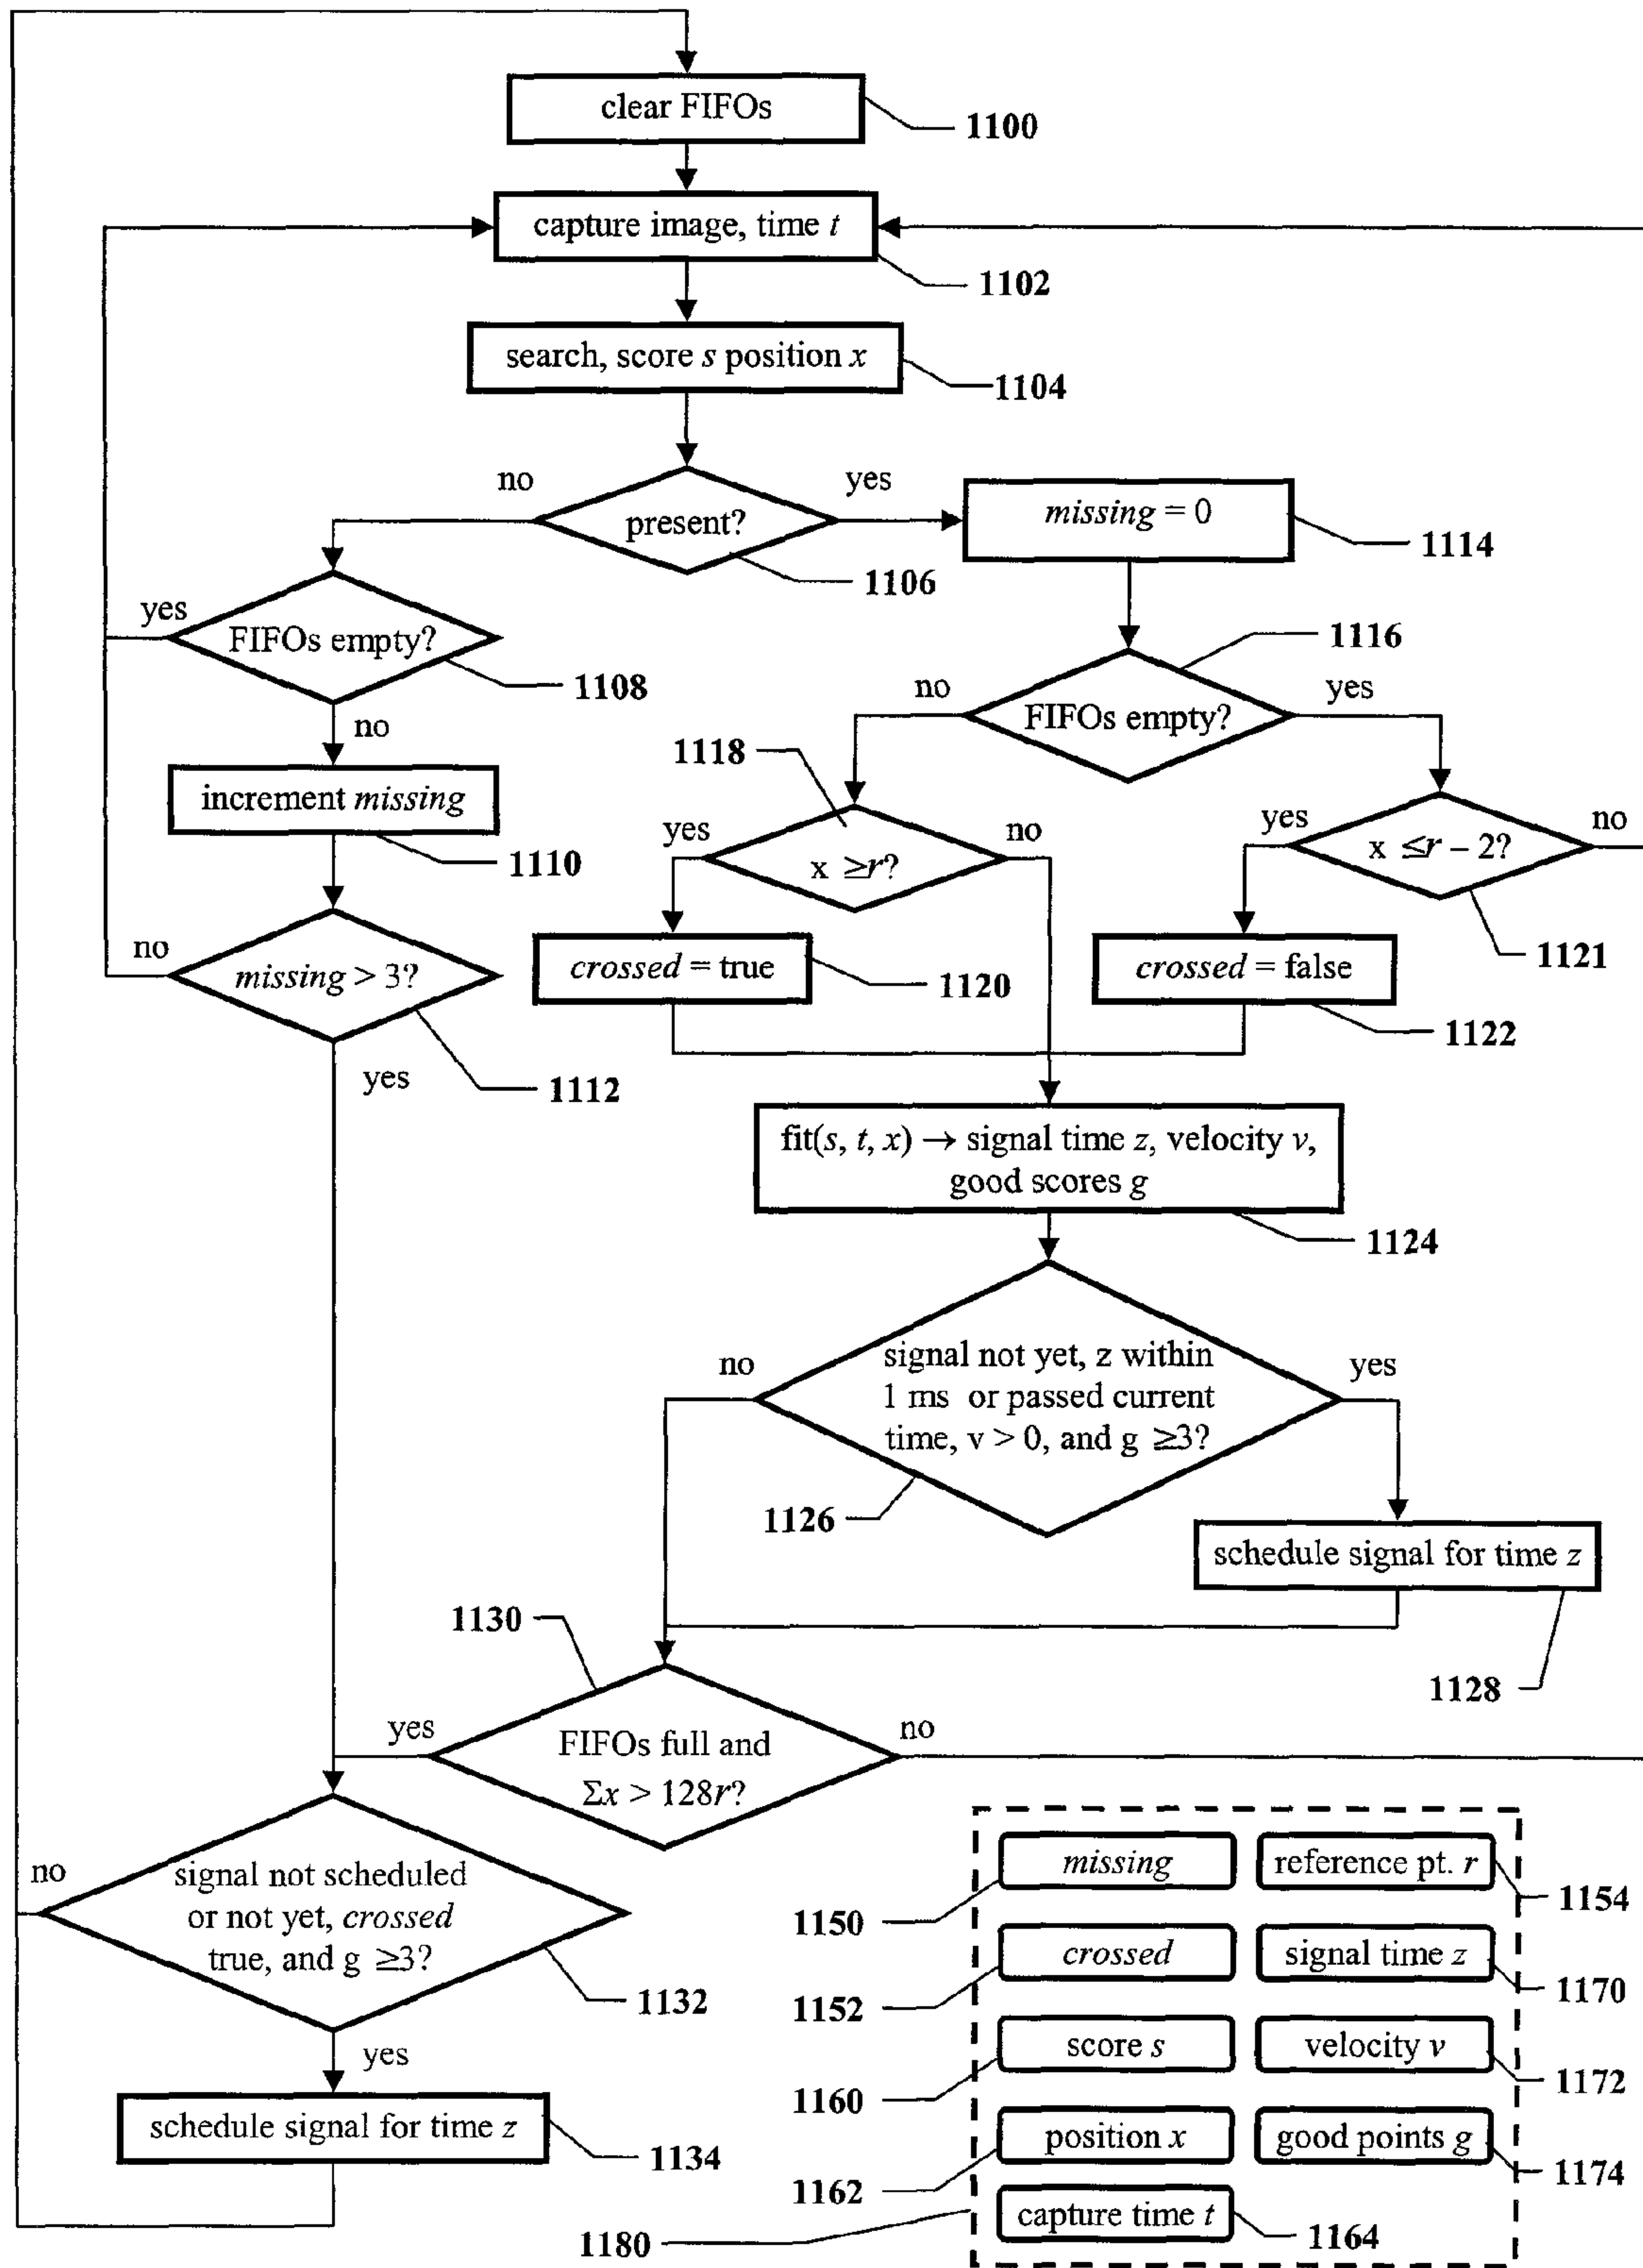 clear FIFOs
1100
capture image, time t
1102
search, score s position x
1104
no
yes
present?
1106
missing = 0
1114
yes
FIFOs empty?
1108
no
increment missing
1110
no
missing > 3?
1112
yes
1116
no
FIFOs empty?
yes
1118
yes
x ≥r?
no
crossed = true
1120
yes
x ≤r – 2?
no
1121
crossed = false
1122
fit(s, t, x) → signal time z, velocity v,
good scores g
1124
no
signal not yet, z within
1 ms or passed current
time, v > 0, and g ≥3?
yes
1126
schedule signal for time z
1128
1130
yes
FIFOs full and
Σx > 128r?
no
no
signal not scheduled
or not yet, crossed
true, and g ≥3?
1132
yes
schedule signal for time z
1134
missing
reference pt. r
1150
1154
crossed
signal time z
1152
1170
score s
velocity v
1160
1172
position x
good points g
1162
1174
capture time t
1180
1164